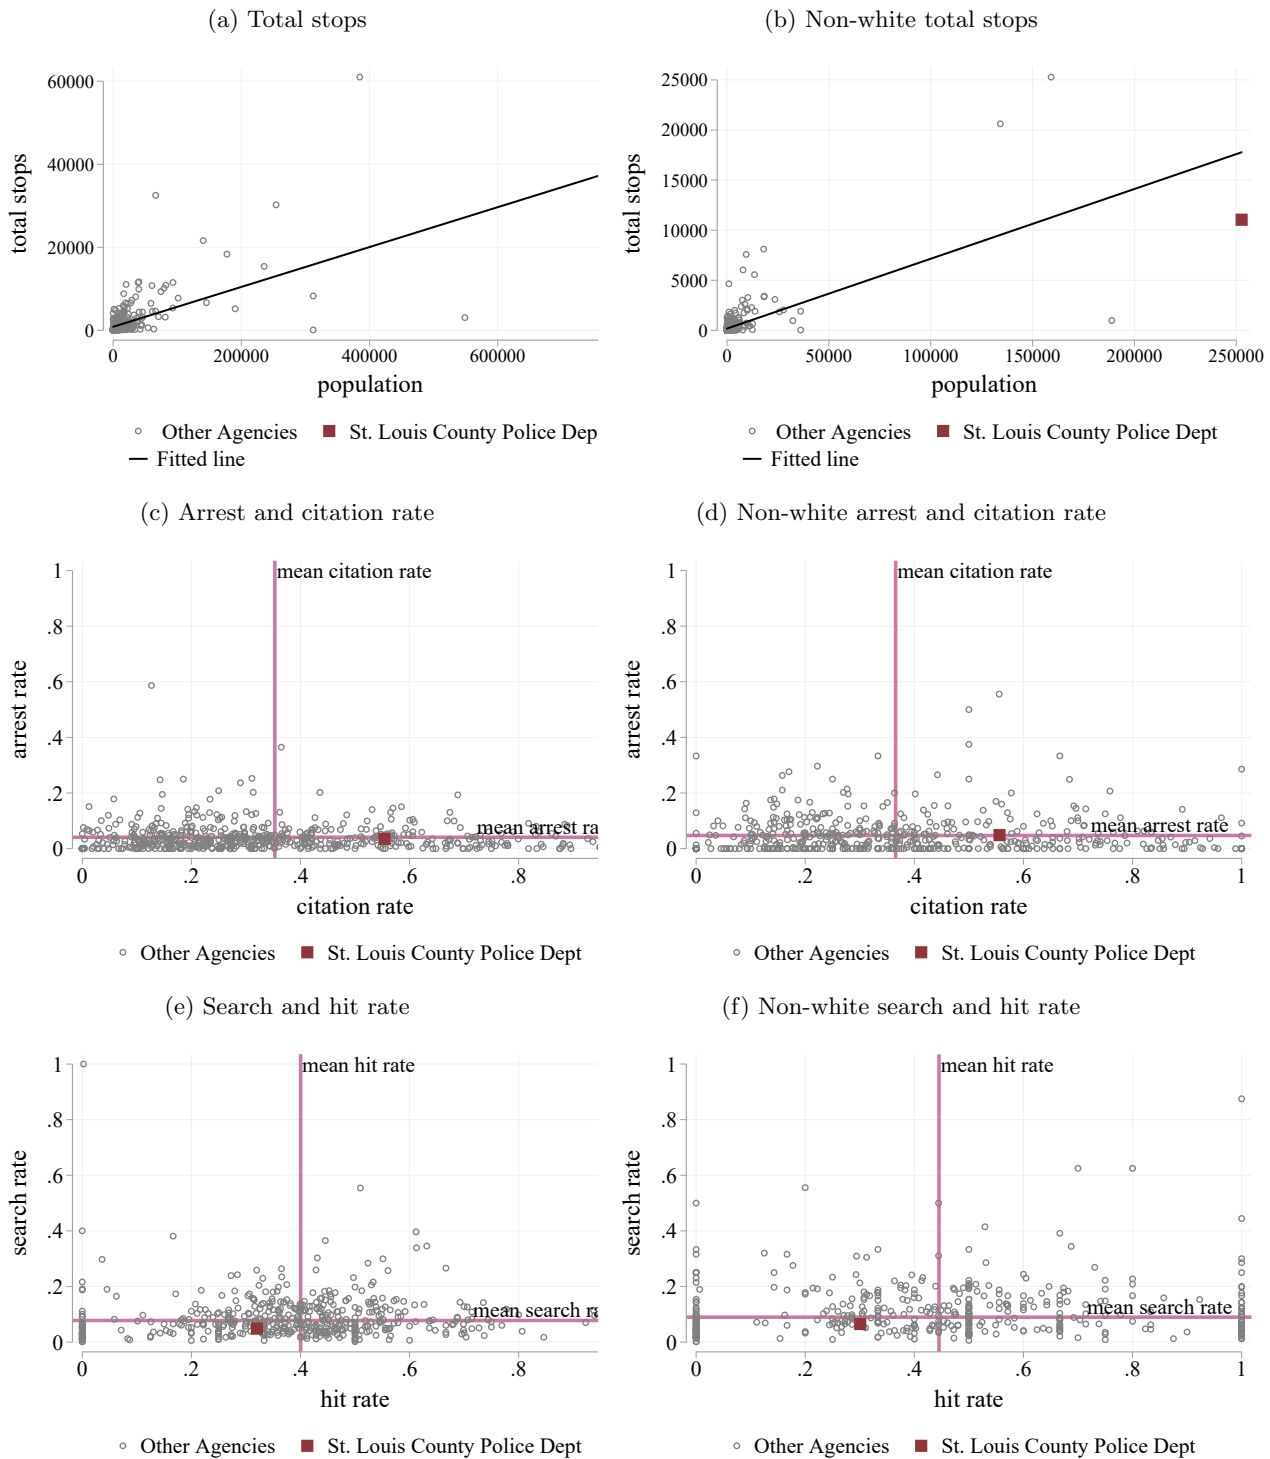 (a) Total stops
60000
40000
20000
0
total stops
0 200000 400000 600000
population
Other Agencies St. Louis County Police Dep
Fitted line
(b) Non-white total stops
25000
20000
15000
10000
5000
0
total stops
0 50000 100000 150000 200000 250000
population
Other Agencies St. Louis County Police Dept
Fitted line
(c) Arrest and citation rate
mean citation rate
1
.8
.6
.4
.2
0
arrest rate
mean arrest ra
0 .2 .4 .6 .8
citation rate
Other Agencies St. Louis County Police Dept
(d) Non-white arrest and citation rate
mean citation rate
1
.8
.6
.4
.2
0
arrest rate
mean arrest rate
0 .2 .4 .6 .8 1
citation rate
Other Agencies St. Louis County Police Dept
(e) Search and hit rate
mean hit rate
1
.8
.6
.4
.2
0
search rate
mean search ra
0 .2 .4 .6 .8
hit rate
Other Agencies St. Louis County Police Dept
(f) Non-white search and hit rate
mean hit rate
1
.8
.6
.4
.2
0
search rate
mean search rate
0 .2 .4 .6 .8 1
hit rate
Other Agencies St. Louis County Police Dept